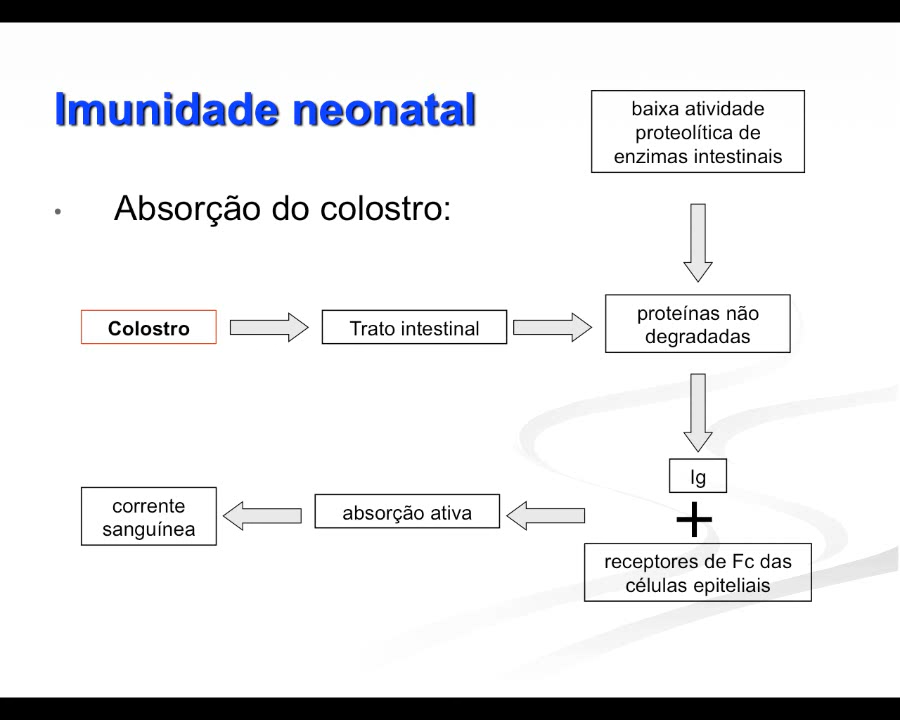 Imunidade neonatal
baixa atividade
proteolítica de
enzimas intestinais
• Absorção do colostro:
Colostro
Trato intestinal
proteínas não
degradadas
Ig
+
receptores de Fc das
células epiteliais
absorção ativa
corrente
sanguínea